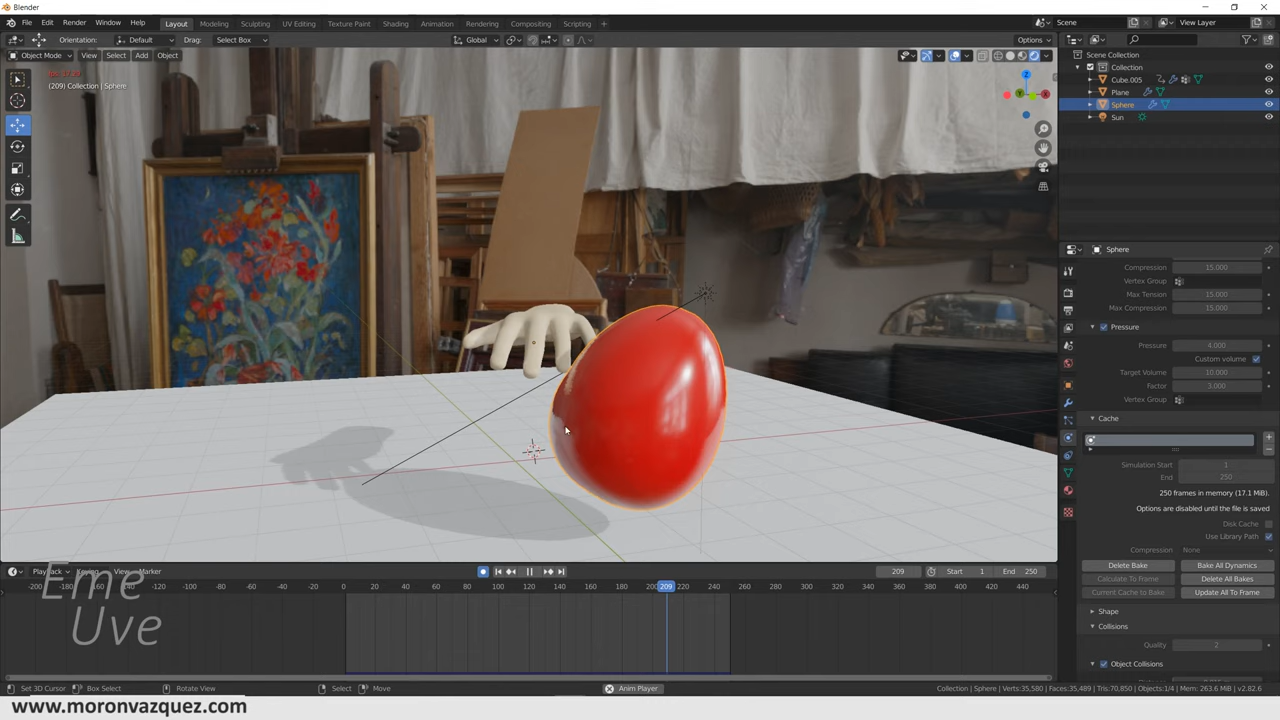 Blender
File Edit Render Window Help Layout Modeling Sculpting UV Editing Texture Paint Shading Animation Rendering Compositing Scripting + Scene View Layer
Orientation: Default Drag: Select Box Global Options
Object Mode View Select Add Object
(209) Collection | Sphere
Scene Collection
Collection
Cube.005
Plane
Sphere
Sun
Sphere
Compression 15.000
Vertex Group
Max Tension 15.000
Max Compression 15.000
Pressure
Pressure 4.000
Custom volume
Target Volume 10.000
Factor 3.000
Vertex Group
Cache
Simulation Start 1
End 250
250 frames in memory (17.1 MiB).
Options are disabled until the file is saved
Disk Cache
Use Library Path
Compression None
Delete Bake Bake All Dynamics
Calculate To Frame Delete All Bakes
Current Cache to Bake Update All To Frame
Shape
Collisions
Quality 2
Object Collisions
Playback Keying View Marker 209 Start 1 End 250
-200 -180 -160 -140 -120 -100 -80 -60 -40 -20 0 20 40 60 80 100 120 140 160 180 200 209 220 240 260 280 300 320 340 360 380 400 420 440
Eme
Uve
Set 3D Cursor Box Select Rotate View Select Move Anim Player Collection | Sphere | Verts:35,580 | Faces:35,489 | Tris:70,850 | Objects:1/4 | Mem: 263.6 MiB | v2.82.6
www.moronvazquez.com